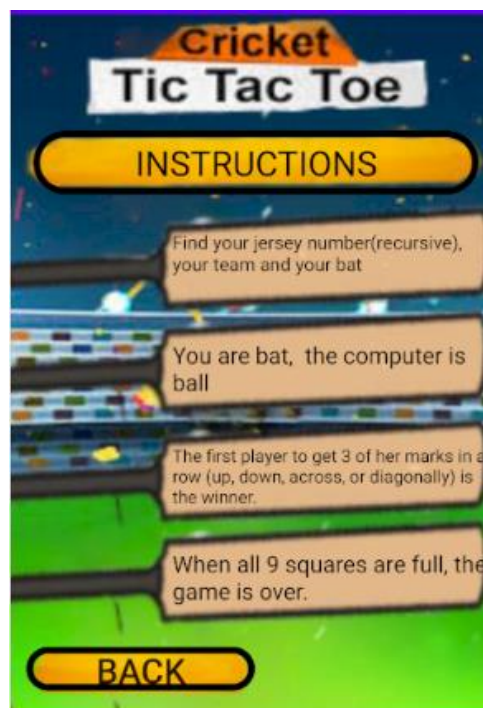 Cricket
Tic Tac Toe
INSTRUCTIONS
Find your jersey number(recursive),
your team and your bat
You are bat, the computer is
ball
The first player to get 3 of her marks in a
row (up, down, across, or diagonally) is
the winner.
When all 9 squares are full, the
game is over.
BACK